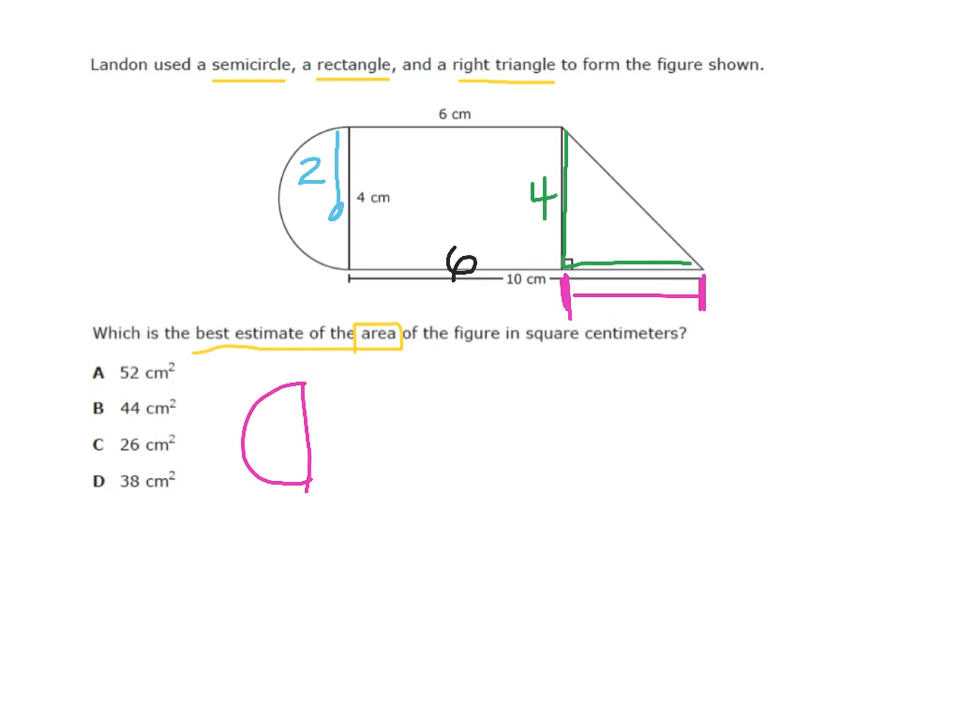 Landon used a semicircle, a rectangle, and a right triangle to form the figure shown.
6 cm
2
4 cm
4
6
10 cm
Which is the best estimate of the area of the figure in square centimeters?
A 52 cm²
B 44 cm²
C 26 cm²
D 38 cm²